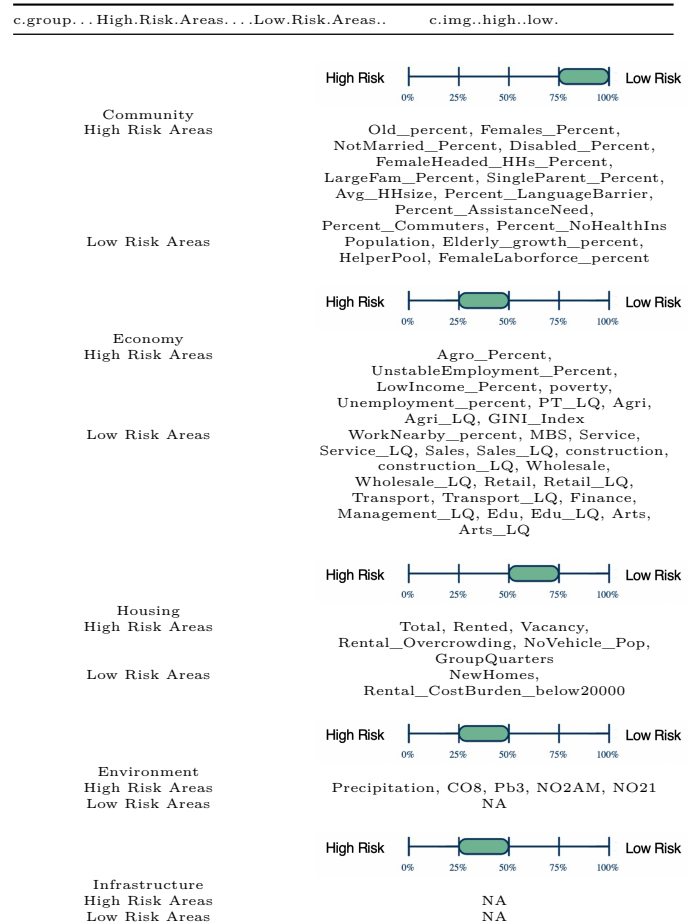 c.group...High.Risk.Areas....Low.Risk.Areas.. c.img..high..low.
High Risk Low Risk
0% 25% 50% 75% 100%
Community
High Risk Areas Old_percent, Females_Percent,
NotMarried_Percent, Disabled_Percent,
FemaleHeaded_HHs_Percent,
LargeFam_Percent, SingleParent_Percent,
Avg_HHsize, Percent_LanguageBarrier,
Percent_AssistanceNeed,
Percent_Commuters, Percent_NoHealthIns
Low Risk Areas Population, Elderly_growth_percent,
HelperPool, FemaleLaborforce_percent
High Risk Low Risk
0% 25% 50% 75% 100%
Economy
High Risk Areas Agro_Percent,
UnstableEmployment_Percent,
LowIncome_Percent, poverty,
Unemployment_percent, PT_LQ, Agri,
Agri_LQ, GINI_Index
Low Risk Areas WorkNearby_percent, MBS, Service,
Service_LQ, Sales, Sales_LQ, construction,
construction_LQ, Wholesale,
Wholesale_LQ, Retail, Retail_LQ,
Transport, Transport_LQ, Finance,
Management_LQ, Edu, Edu_LQ, Arts,
Arts_LQ
High Risk Low Risk
0% 25% 50% 75% 100%
Housing
High Risk Areas Total, Rented, Vacancy,
Rental_Overcrowding, NoVehicle_Pop,
GroupQuarters
Low Risk Areas NewHomes,
Rental_CostBurden_below20000
High Risk Low Risk
0% 25% 50% 75% 100%
Environment
High Risk Areas Precipitation, CO8, Pb3, NO2AM, NO21
Low Risk Areas NA
High Risk Low Risk
0% 25% 50% 75% 100%
Infrastructure
High Risk Areas NA
Low Risk Areas NA